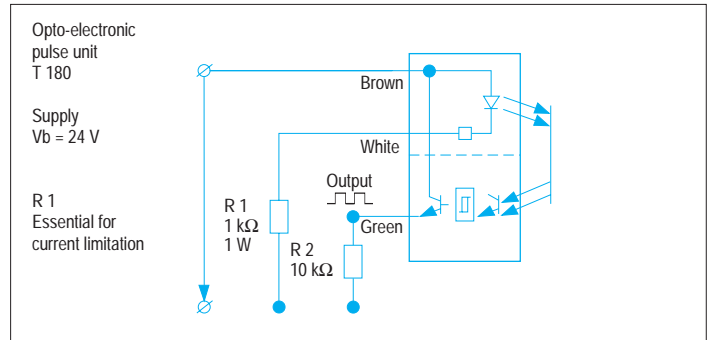 Opto-electronic
pulse unit
T 180
Supply
Vb = 24 V
R 1
Essential for
current limitation
Brown
White
Output
Green
R 1
1 kΩ
1 W
R 2
10 kΩ